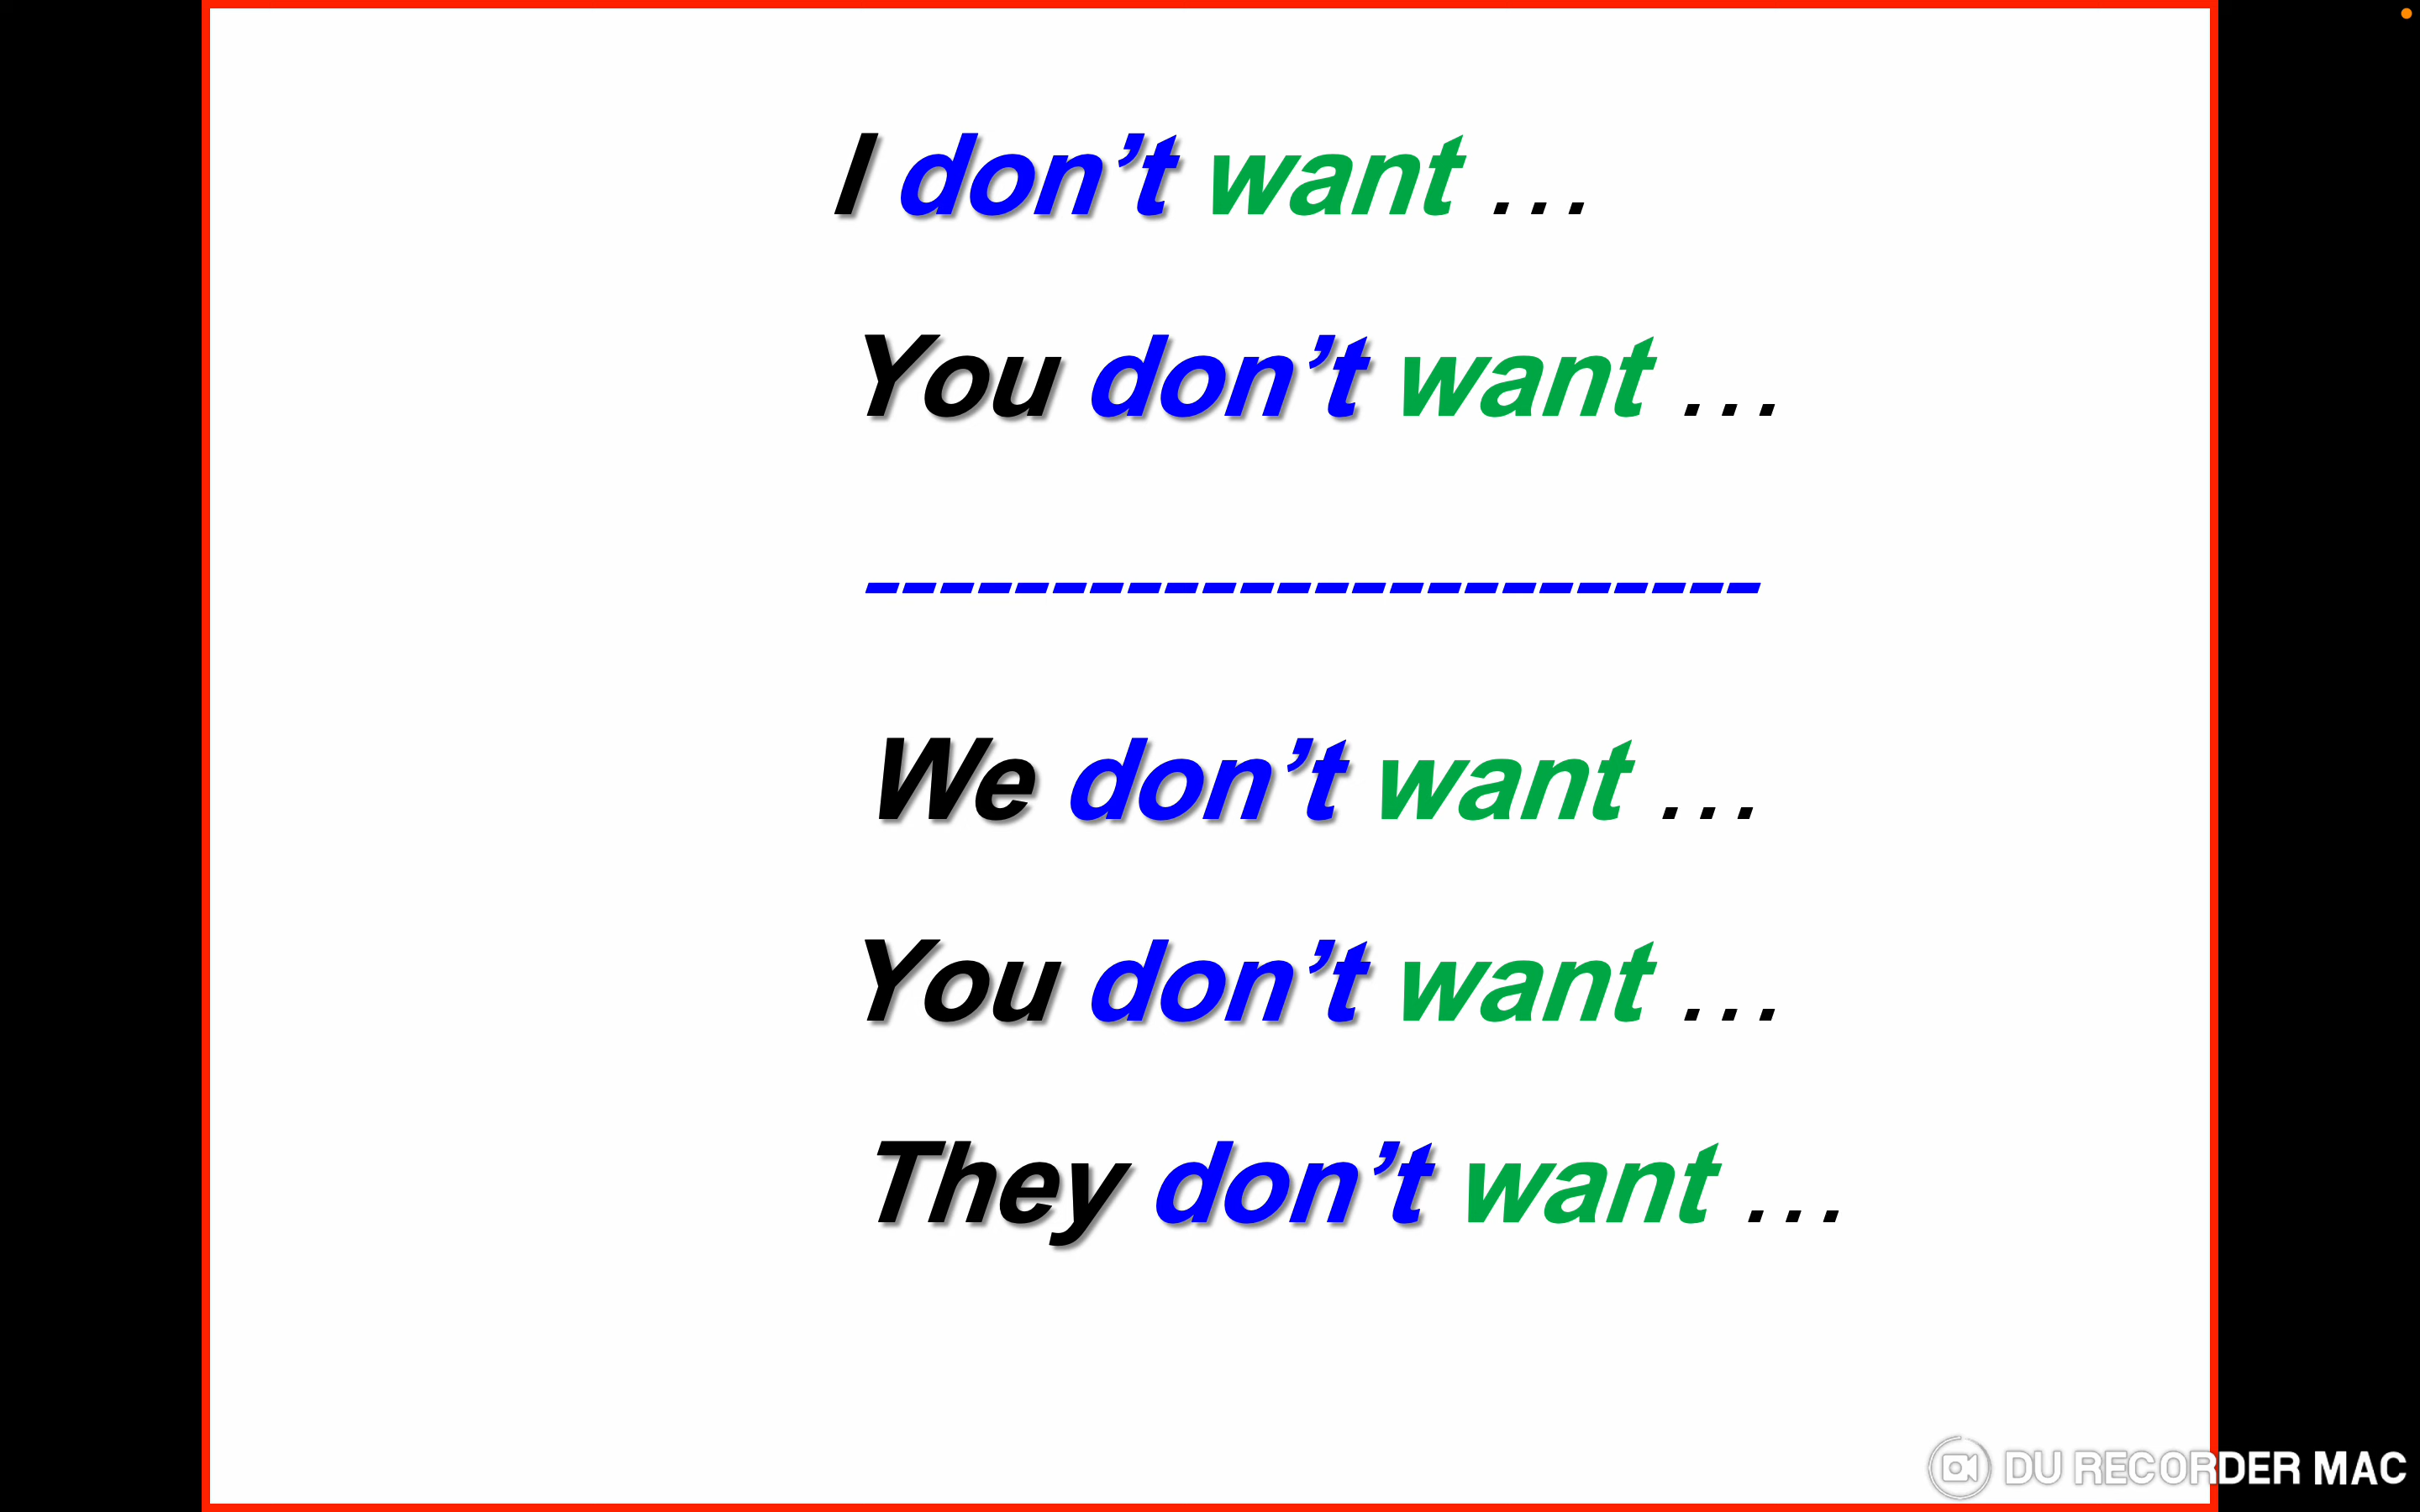 I don’t want ...
You don’t want ...
------------------------
We don’t want ...
You don’t want ...
They don’t want ...
DU RECORDER MAC